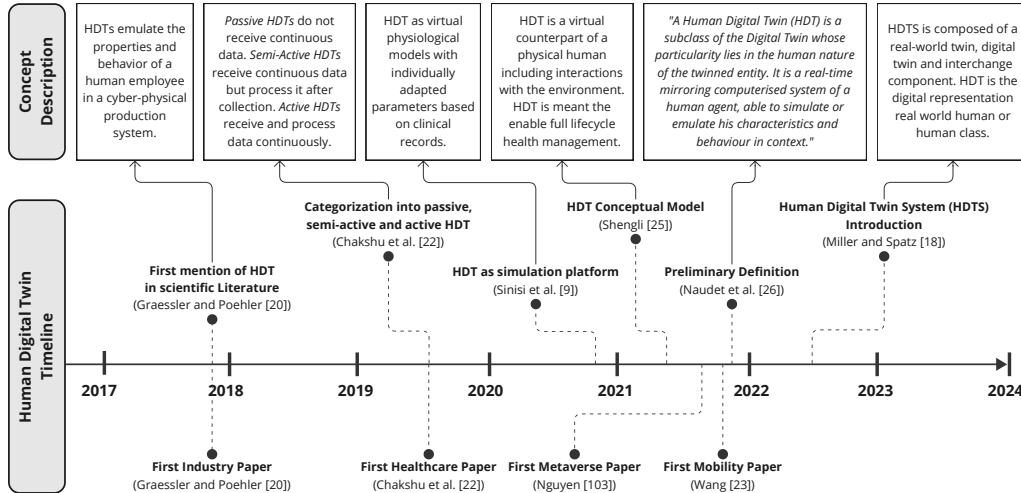 Concept
Description
HDTs emulate the
properties and
behavior of a
human employee
in a cyber-physical
production
system.
Passive HDTs do not
receive continuous
data. Semi-Active HDTs
receive continuous data
but process it after
collection. Active HDTs
receive and process
data continuously.
HDT as virtual
physiological
models with
individually
adapted
parameters based
on clinical
records.
HDT is a virtual
counterpart of a
physical human
including interactions
with the environment.
HDT is meant the
enable full lifecycle
health management.
"A Human Digital Twin (HDT) is a
subclass of the Digital Twin whose
particularity lies in the human nature
of the twinned entity. It is a real-time
mirroring computerised system of a
human agent, able to simulate or
emulate his characteristics and
behaviour in context."
HDTS is composed of a
real-world twin, digital
twin and interchange
component. HDT is the
digital representation
real world human or
human class.
Human Digital Twin
Timeline
First mention of HDT
in scientific Literature
(Graessler and Poehler [20])
Categorization into passive,
semi-active and active HDT
(Chakshu et al. [22])
HDT as simulation platform
(Sinisi et al. [9])
HDT Conceptual Model
(Shengli [25])
Preliminary Definition
(Naudet et al. [26])
Human Digital Twin System (HDTS)
Introduction
(Miller and Spatz [18])
2017
2018
2019
2020
2021
2022
2023
2024
First Industry Paper
(Graessler and Poehler [20])
First Healthcare Paper
(Chakshu et al. [22])
First Metaverse Paper
(Nguyen [103])
First Mobility Paper
(Wang [23])